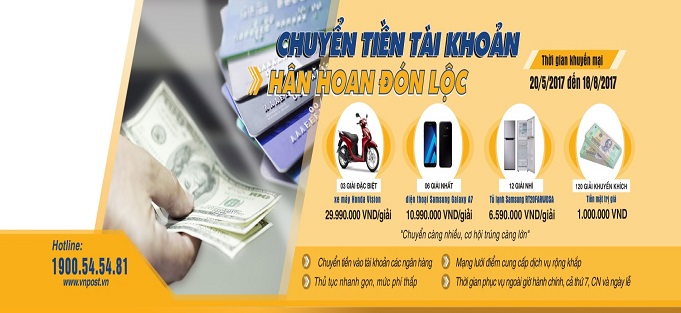 CHUYỂN TIỀN TÀI KHOẢN
HÂN HOAN ĐÓN LỘC
Thời gian khuyến mại
20/5/2017 đến 18/8/2017
03 GIẢI ĐẶC BIỆT
xe máy Honda Vision
29.990.000 VND/giải
06 GIẢI NHẤT
điện thoại Samsung Galaxy A7
10.990.000 VND/giải
12 GIẢI NHÌ
Tủ lạnh Samsung RT20FARWDSA
6.590.000 VND/giải
120 GIẢI KHUYẾN KHÍCH
Tiền mặt trị giá
1.000.000 VND
"Chuyển càng nhiều, cơ hội trúng càng lớn"
Chuyển tiền vào tài khoản các ngân hàng
Thủ tục nhanh gọn, mức phí thấp
Mạng lưới điểm cung cấp dịch vụ rộng khắp
Thời gian phục vụ ngoài giờ hành chính, cả thứ 7, CN và ngày lễ
Hotline:
1900.54.54.81
www.vnpost.vn